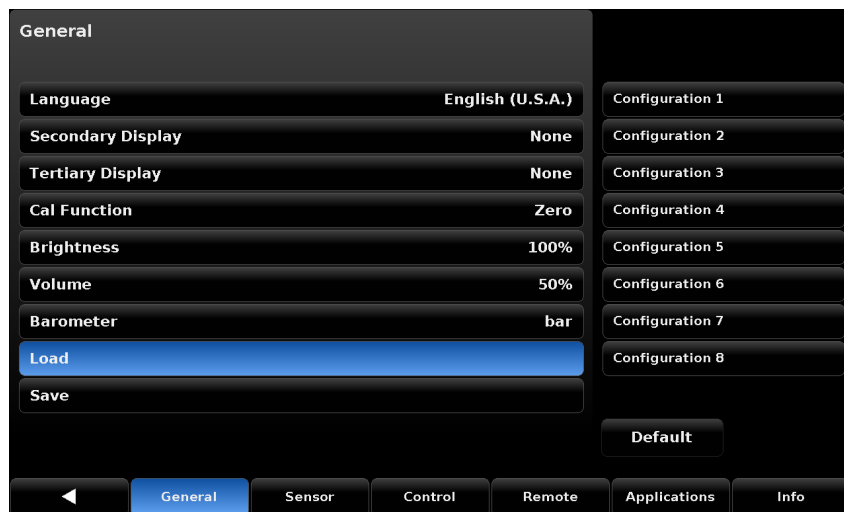 General
Language English (U.S.A.) Configuration 1
Secondary Display None Configuration 2
Tertiary Display None Configuration 3
Cal Function Zero Configuration 4
Brightness 100% Configuration 5
Volume 50% Configuration 6
Barometer bar Configuration 7
Load Configuration 8
Save
Default
General Sensor Control Remote Applications Info